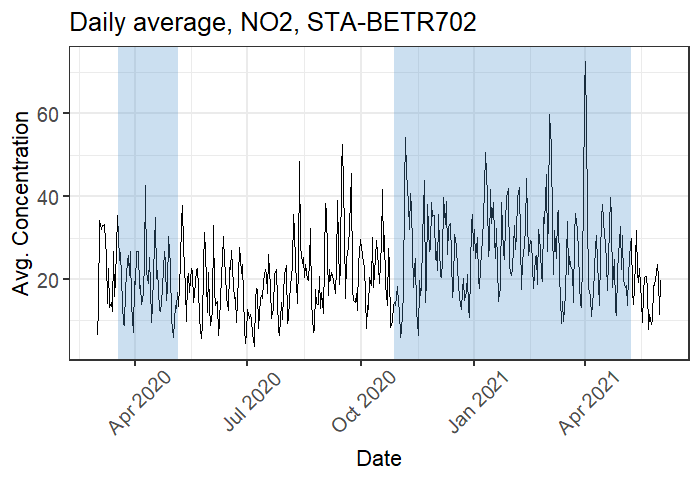 Daily average, NO2, STA-BETR702
Avg. Concentration
60
40
20
Apr 2020
Jul 2020
Oct 2020
Jan 2021
Apr 2021
Date